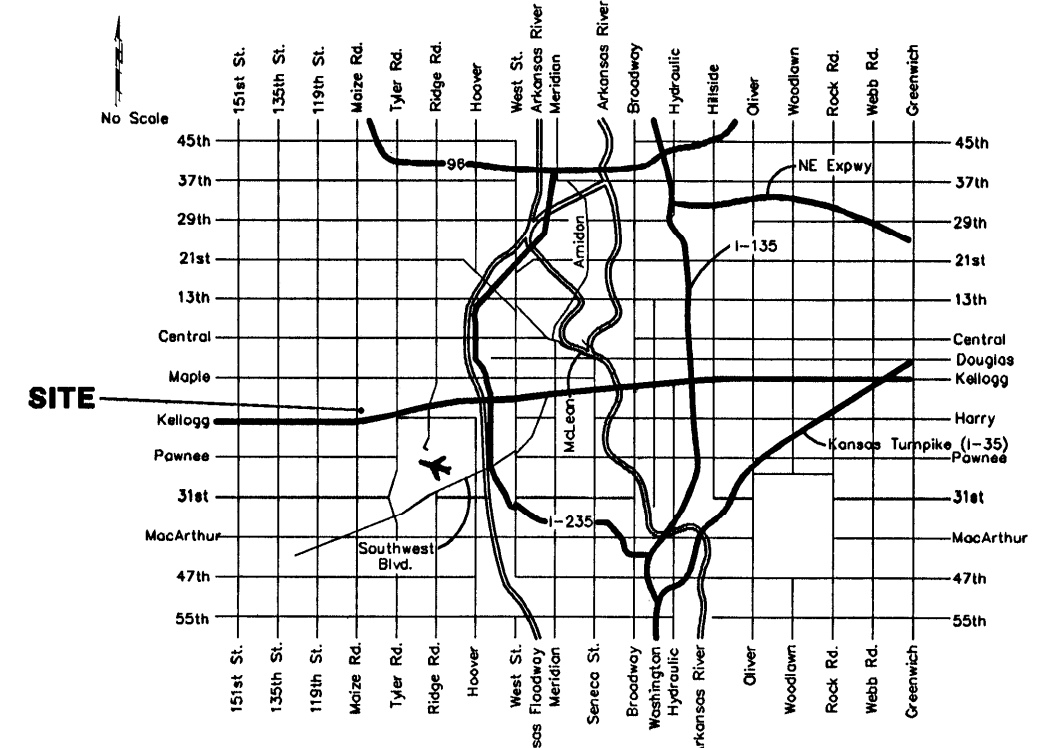 No Scale
151st St.
135th St.
119th St.
Maize Rd.
Tyler Rd.
Ridge Rd.
Hoover
West St.
Arkansas River
Meridian
Arkansas River
Broadway
Hydraulic
Hillside
Oliver
Woodlawn
Rock Rd.
Webb Rd.
Greenwich
45th
37th
29th
21st
13th
Central
Maple
SITE
Kellogg
Pawnee
31st
MacArthur
47th
55th
96
NE Expwy
Amidon
I-135
McLean
Kansas Turnpike (I-35)
I-235
Southwest
Blvd.
45th
37th
29th
21st
13th
Central
Douglas
Kellogg
Harry
Pawnee
31st
MacArthur
47th
55th
151st St.
135th St.
119th St.
Maize Rd.
Tyler Rd.
Ridge Rd.
Hoover
West St.
sas Floodway
Meridian
Seneca St.
Broadway
Washington
Hydraulic
rkansas River
Oliver
Woodlawn
Rock Rd.
Webb Rd.
Greenwich